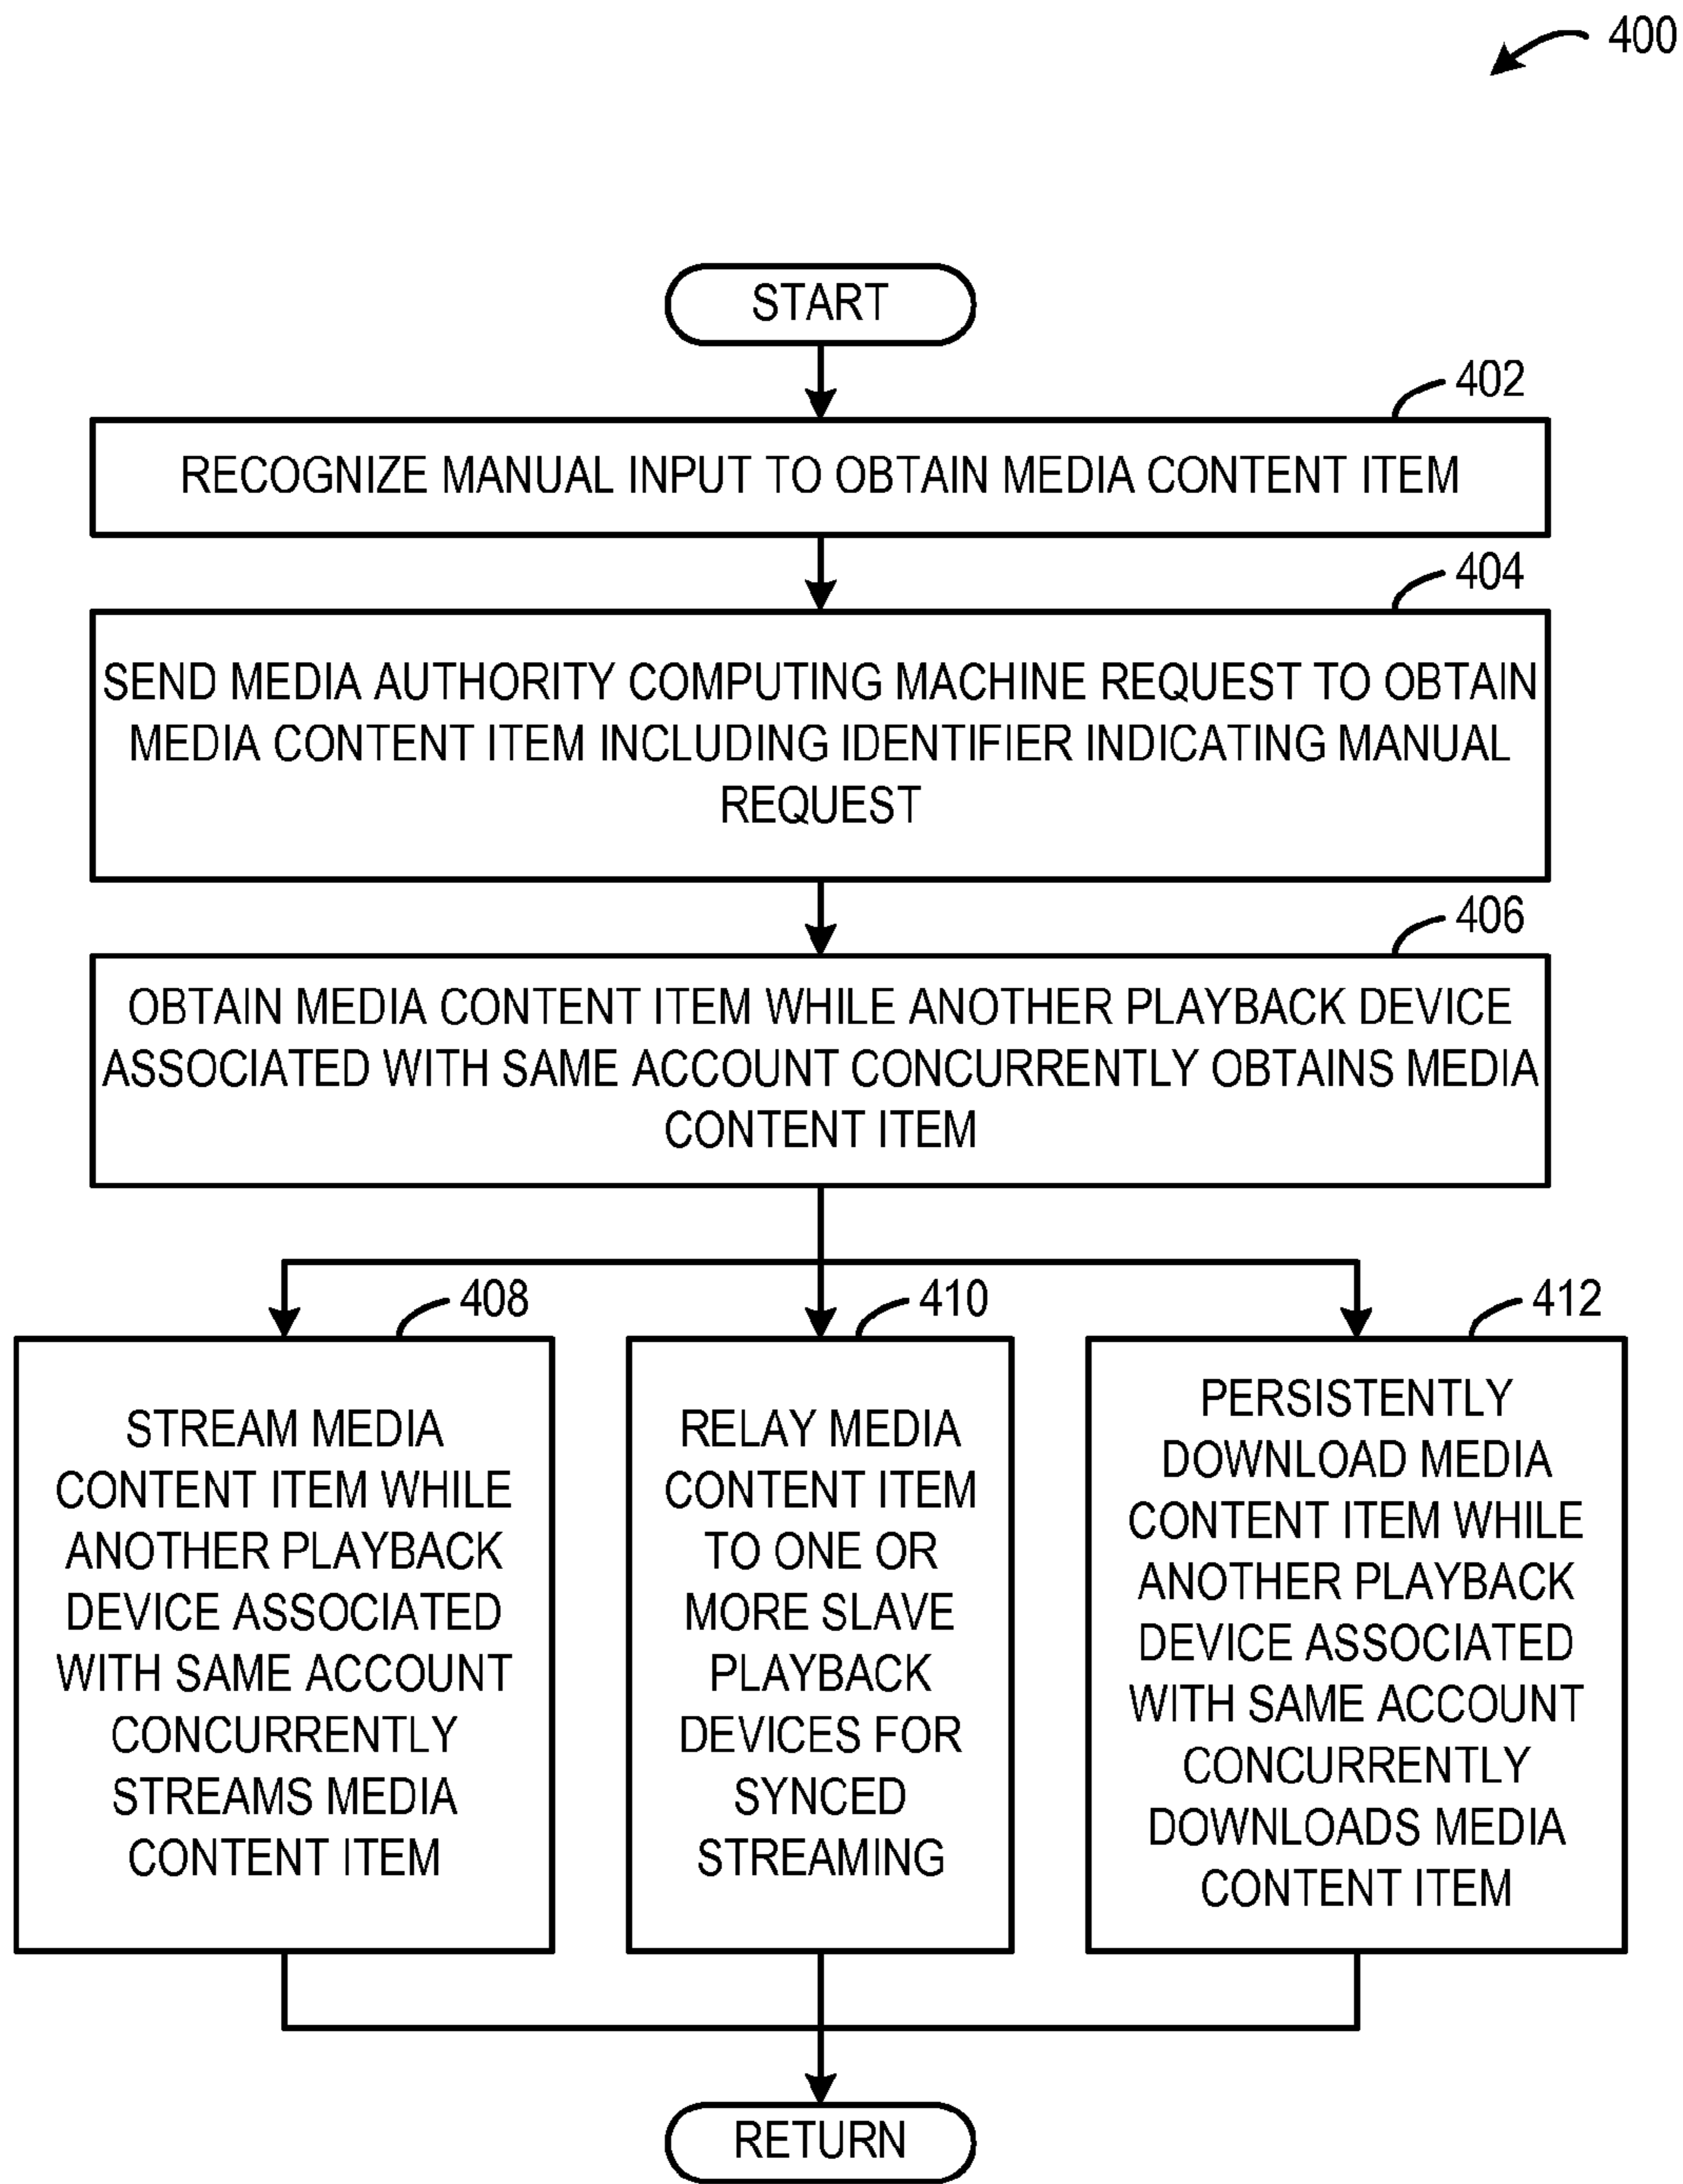 400
START
402
RECOGNIZE MANUAL INPUT TO OBTAIN MEDIA CONTENT ITEM
404
SEND MEDIA AUTHORITY COMPUTING MACHINE REQUEST TO OBTAIN
MEDIA CONTENT ITEM INCLUDING IDENTIFIER INDICATING MANUAL
REQUEST
406
OBTAIN MEDIA CONTENT ITEM WHILE ANOTHER PLAYBACK DEVICE
ASSOCIATED WITH SAME ACCOUNT CONCURRENTLY OBTAINS MEDIA
CONTENT ITEM
408
STREAM MEDIA
CONTENT ITEM WHILE
ANOTHER PLAYBACK
DEVICE ASSOCIATED
WITH SAME ACCOUNT
CONCURRENTLY
STREAMS MEDIA
CONTENT ITEM
410
RELAY MEDIA
CONTENT ITEM
TO ONE OR
MORE SLAVE
PLAYBACK
DEVICES FOR
SYNCED
STREAMING
412
PERSISTENTLY
DOWNLOAD MEDIA
CONTENT ITEM WHILE
ANOTHER PLAYBACK
DEVICE ASSOCIATED
WITH SAME ACCOUNT
CONCURRENTLY
DOWNLOADS MEDIA
CONTENT ITEM
RETURN